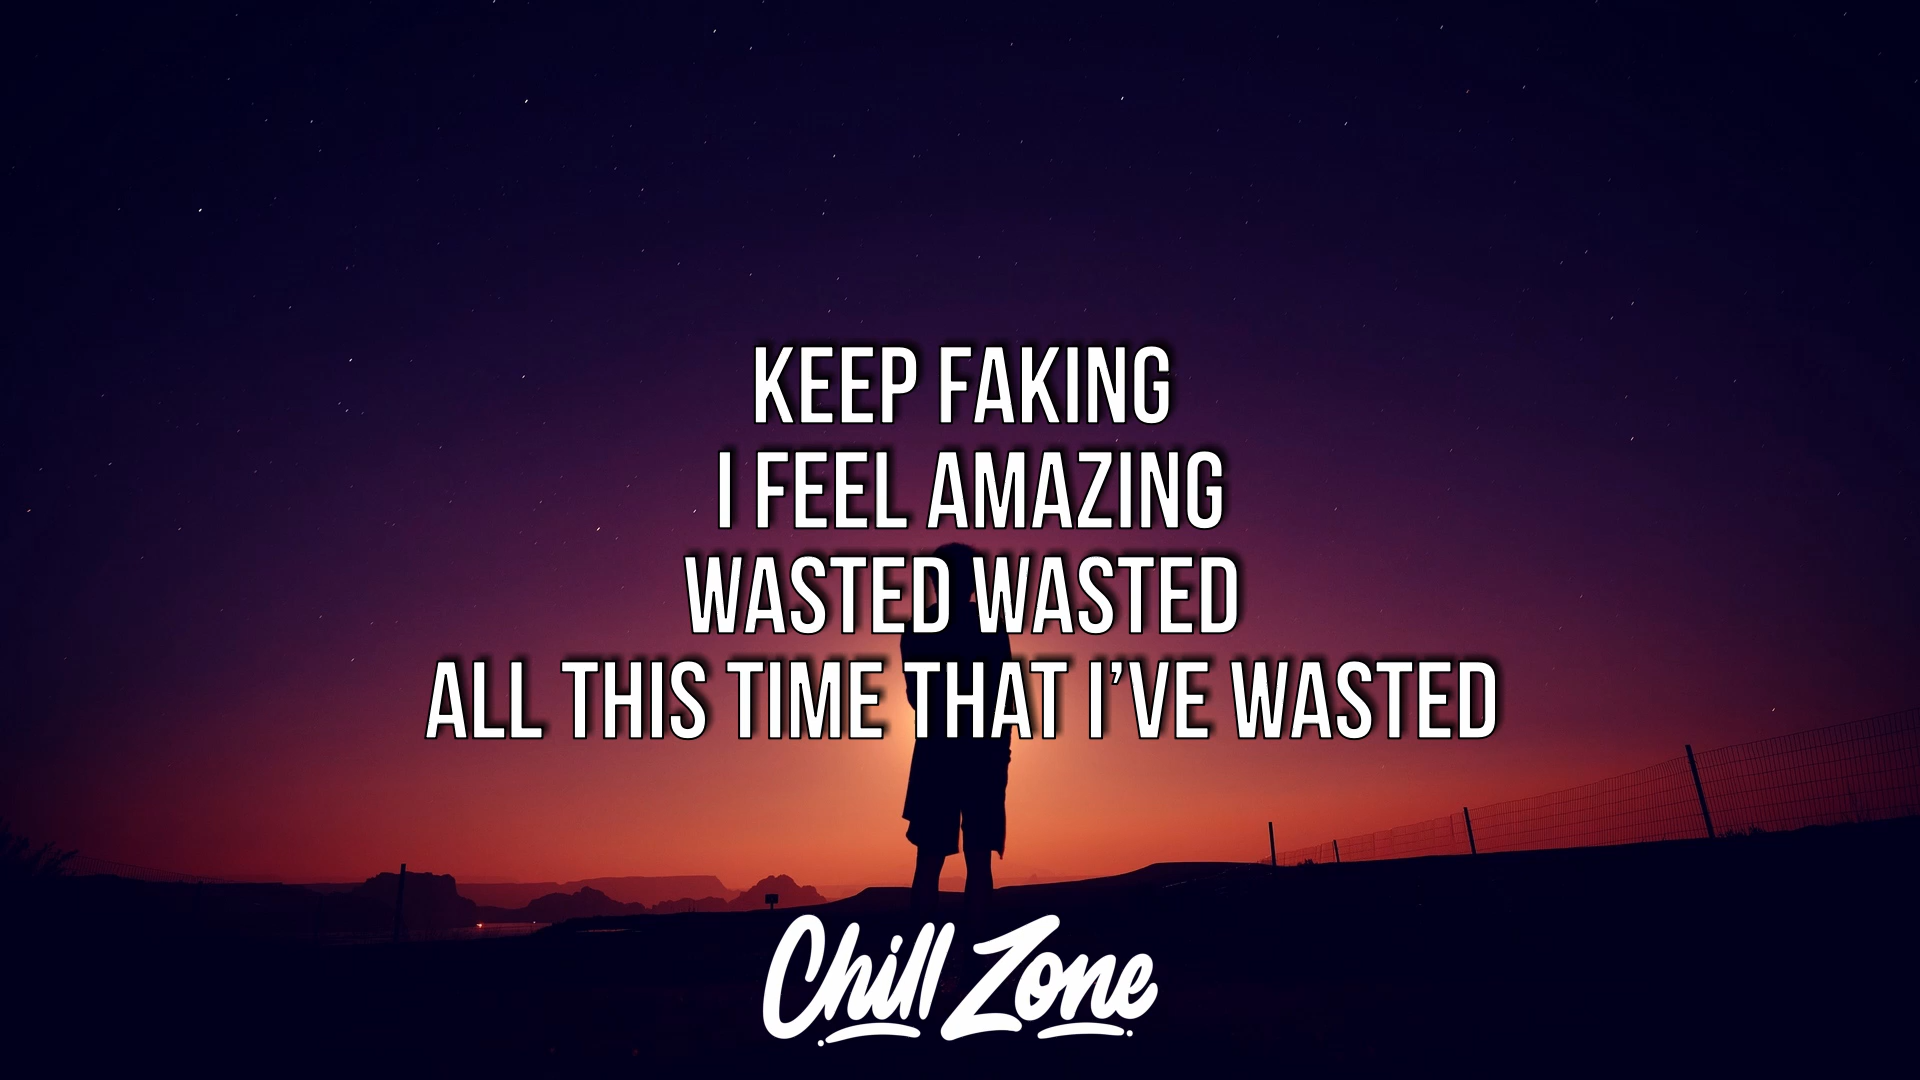 KEEP FAKING
I FEEL AMAZING
WASTED WASTED
ALL THIS TIME THAT I’VE WASTED
Chill Zone